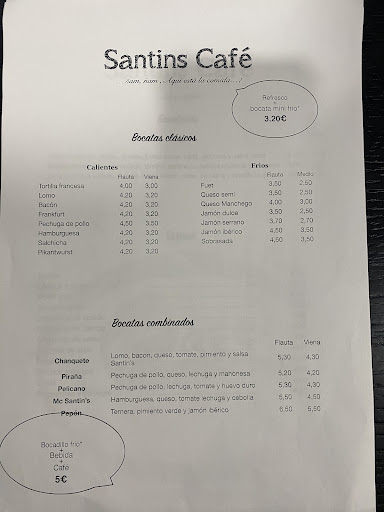 Santins Café
Ñam, ñam , Aquí está la comida...!
Refresco
+
bocata mini frio*
3.20€
Bocatas clásicos
Calientes
Flauta Viena
Tortilla francesa 4,00 3,00
Lomo 4,20 3,20
Bacón 4,20 3,20
Frankfurt 4,20 3,20
Pechuga de pollo 4,50 3,50
Hamburguesa 4,20 3,20
Salchicha 4,20 3,20
Pikantwurst 4,20 3,20
Frios
Flauta Medio
Fuet 3,50 2,50
Queso semi 3,50 2,50
Queso Manchego 4,00 3,00
Jamón dulce 3,50 2,50
Jamón serrano 3,70 2,70
Jamón ibérico 4,50 3,50
Sobrasada 4,50 3,50
Bocatas combinados
Flauta Viena
Chanquete Lomo, bacon, queso, tomate, pimiento y salsa Santin's 5,30 4,30
Piraña Pechuga de pollo, queso, lechuga y mahonesa 5,20 4,20
Pelicano Pechuga de pollo, lechuga, tomate y huevo duro 5,30 4,30
Mc Santin's Hamburguesa, queso, tomate lechuga y cebolla 5,50 4,50
Pepón Ternera, pimiento verde y jamón ibérico 6,50 5,50
Bocadillo frío*
+
Bebida
+
Café
5€